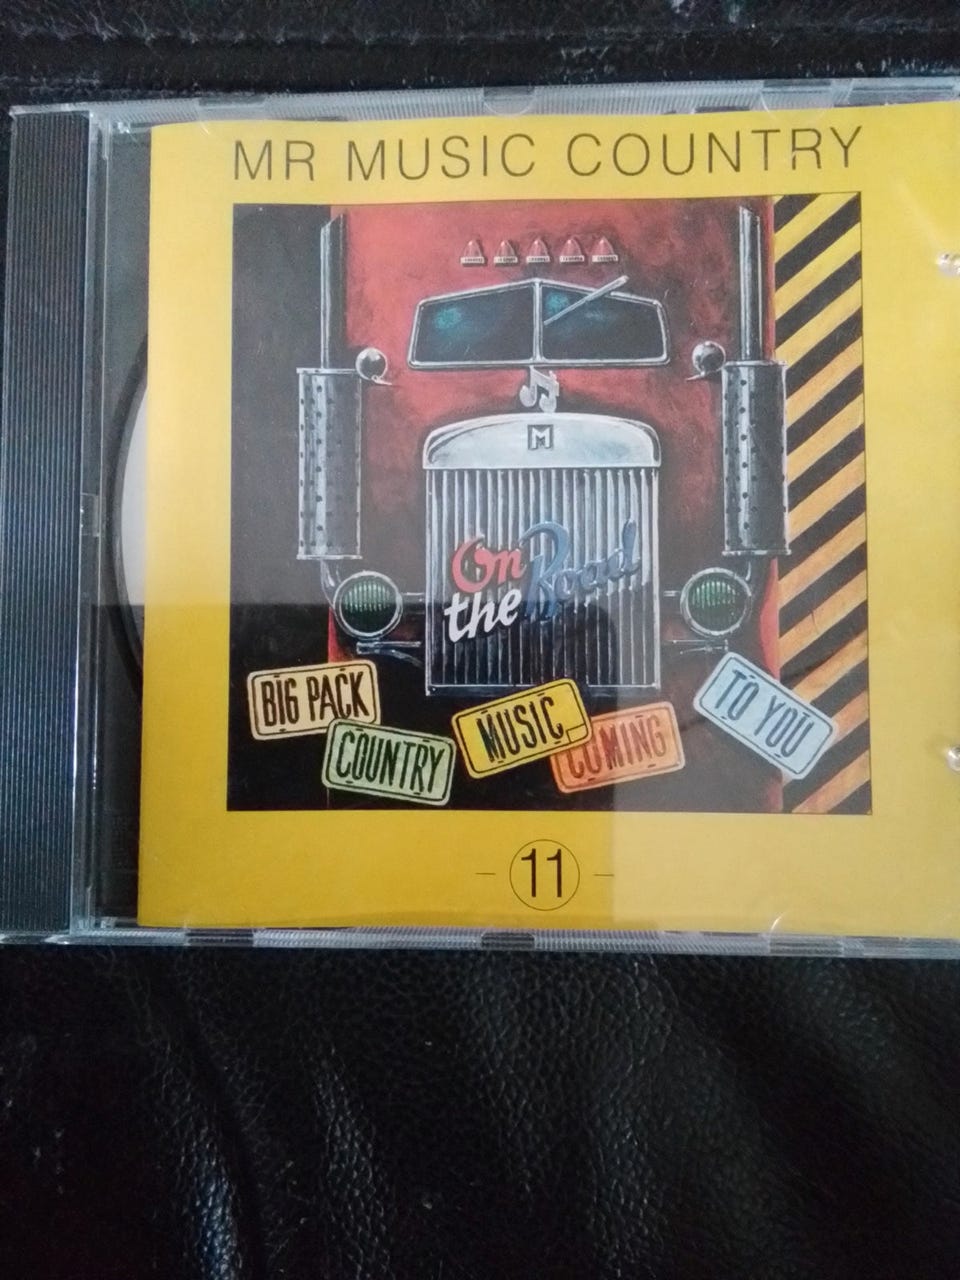 MR MUSIC COUNTRY
M
On
the Road
BIG PACK
COUNTRY
MUSIC
COMING
TO YOU
11